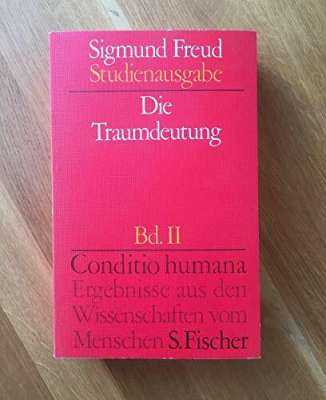 Sigmund Freud
Studienausgabe
Die
Traumdeutung
Bd. II
Conditio humana
Ergebnisse aus den
Wissenschaften vom
Menschen S. Fischer